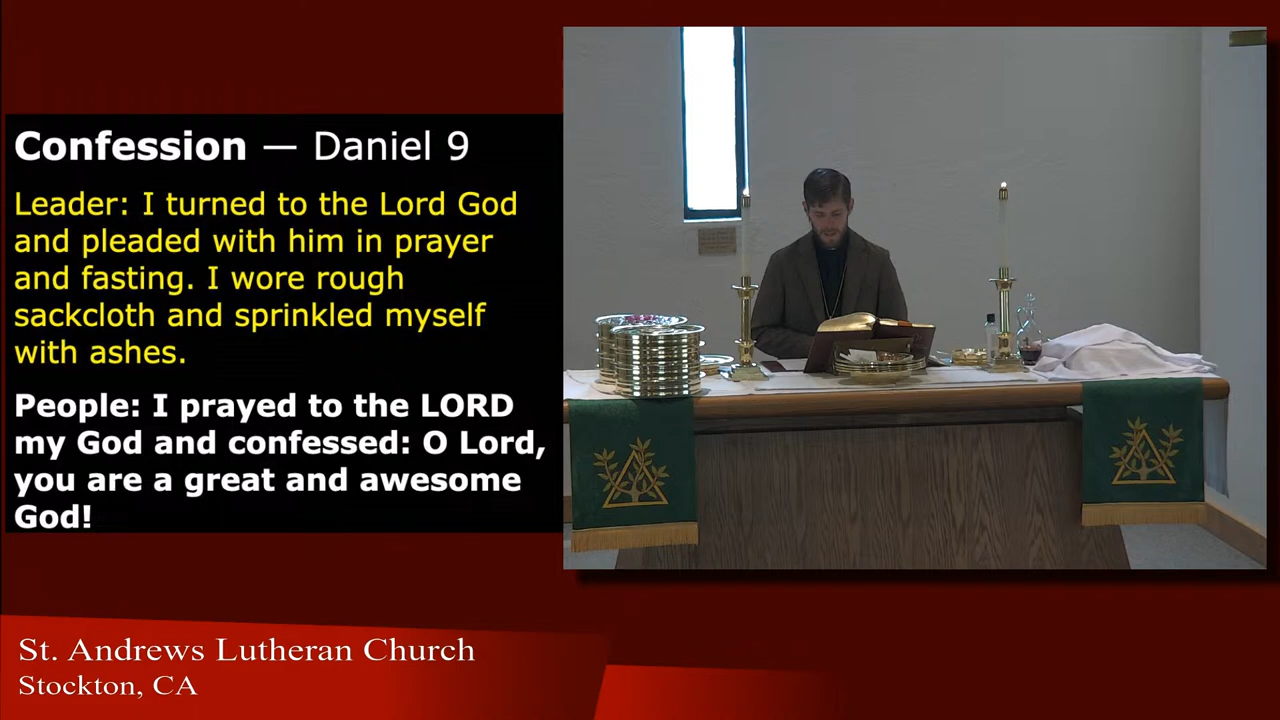 Confession — Daniel 9
Leader: I turned to the Lord God
and pleaded with him in prayer
and fasting. I wore rough
sackcloth and sprinkled myself
with ashes.
People: I prayed to the LORD
my God and confessed: O Lord,
you are a great and awesome
God!
St. Andrews Lutheran Church
Stockton, CA